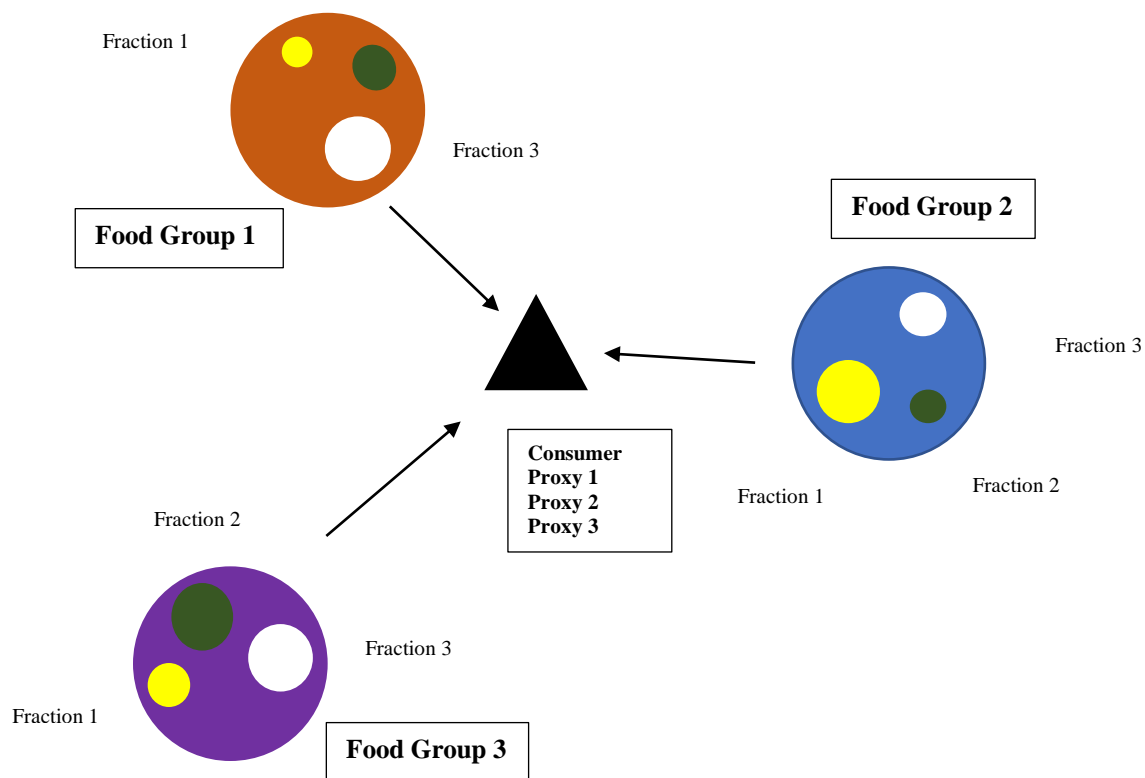 Fraction 1
Fraction 3
Food Group 1
Food Group 2
Fraction 3
Consumer
Proxy 1
Proxy 2
Proxy 3
Fraction 1
Fraction 2
Fraction 2
Fraction 3
Fraction 1
Food Group 3